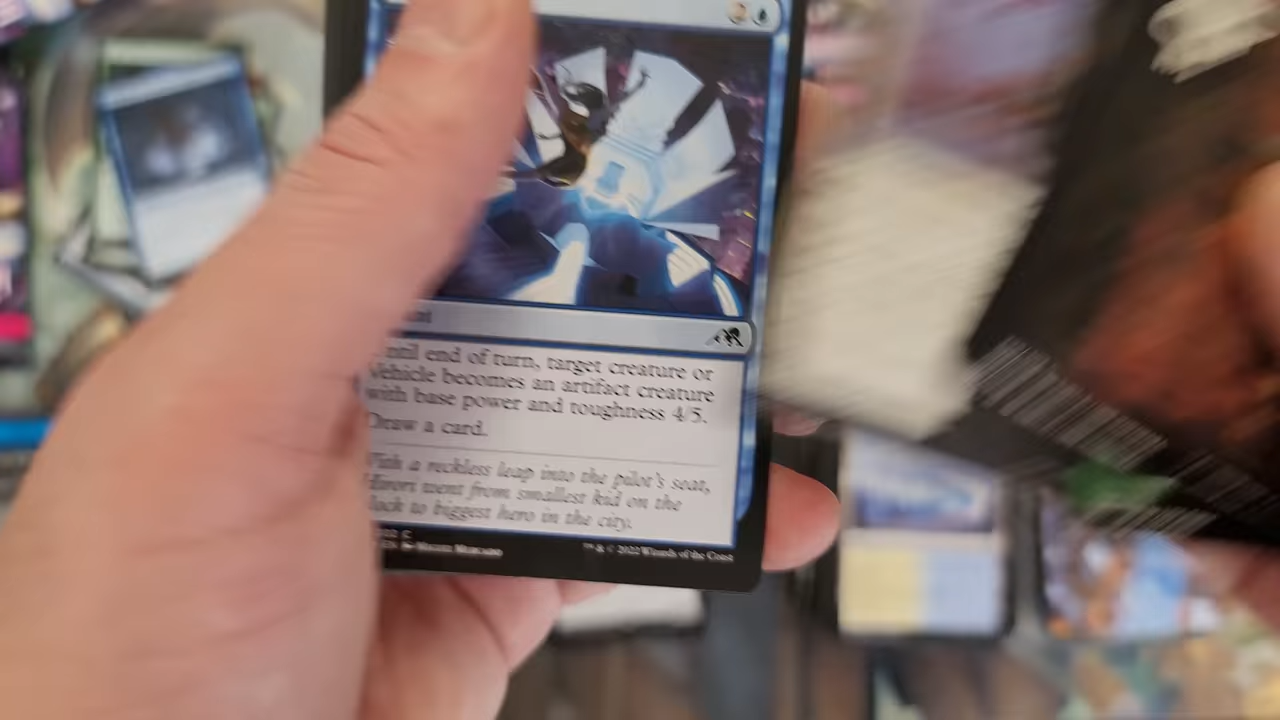 until end of turn, target creature or
Vehicle becomes an artifact creature
with base power and toughness 4/5.
Draw a card.
With a reckless leap into the pilot's seat,
went from smallest kid on the
to biggest hero in the city.
™ & © 2022 Wizards of the Coast